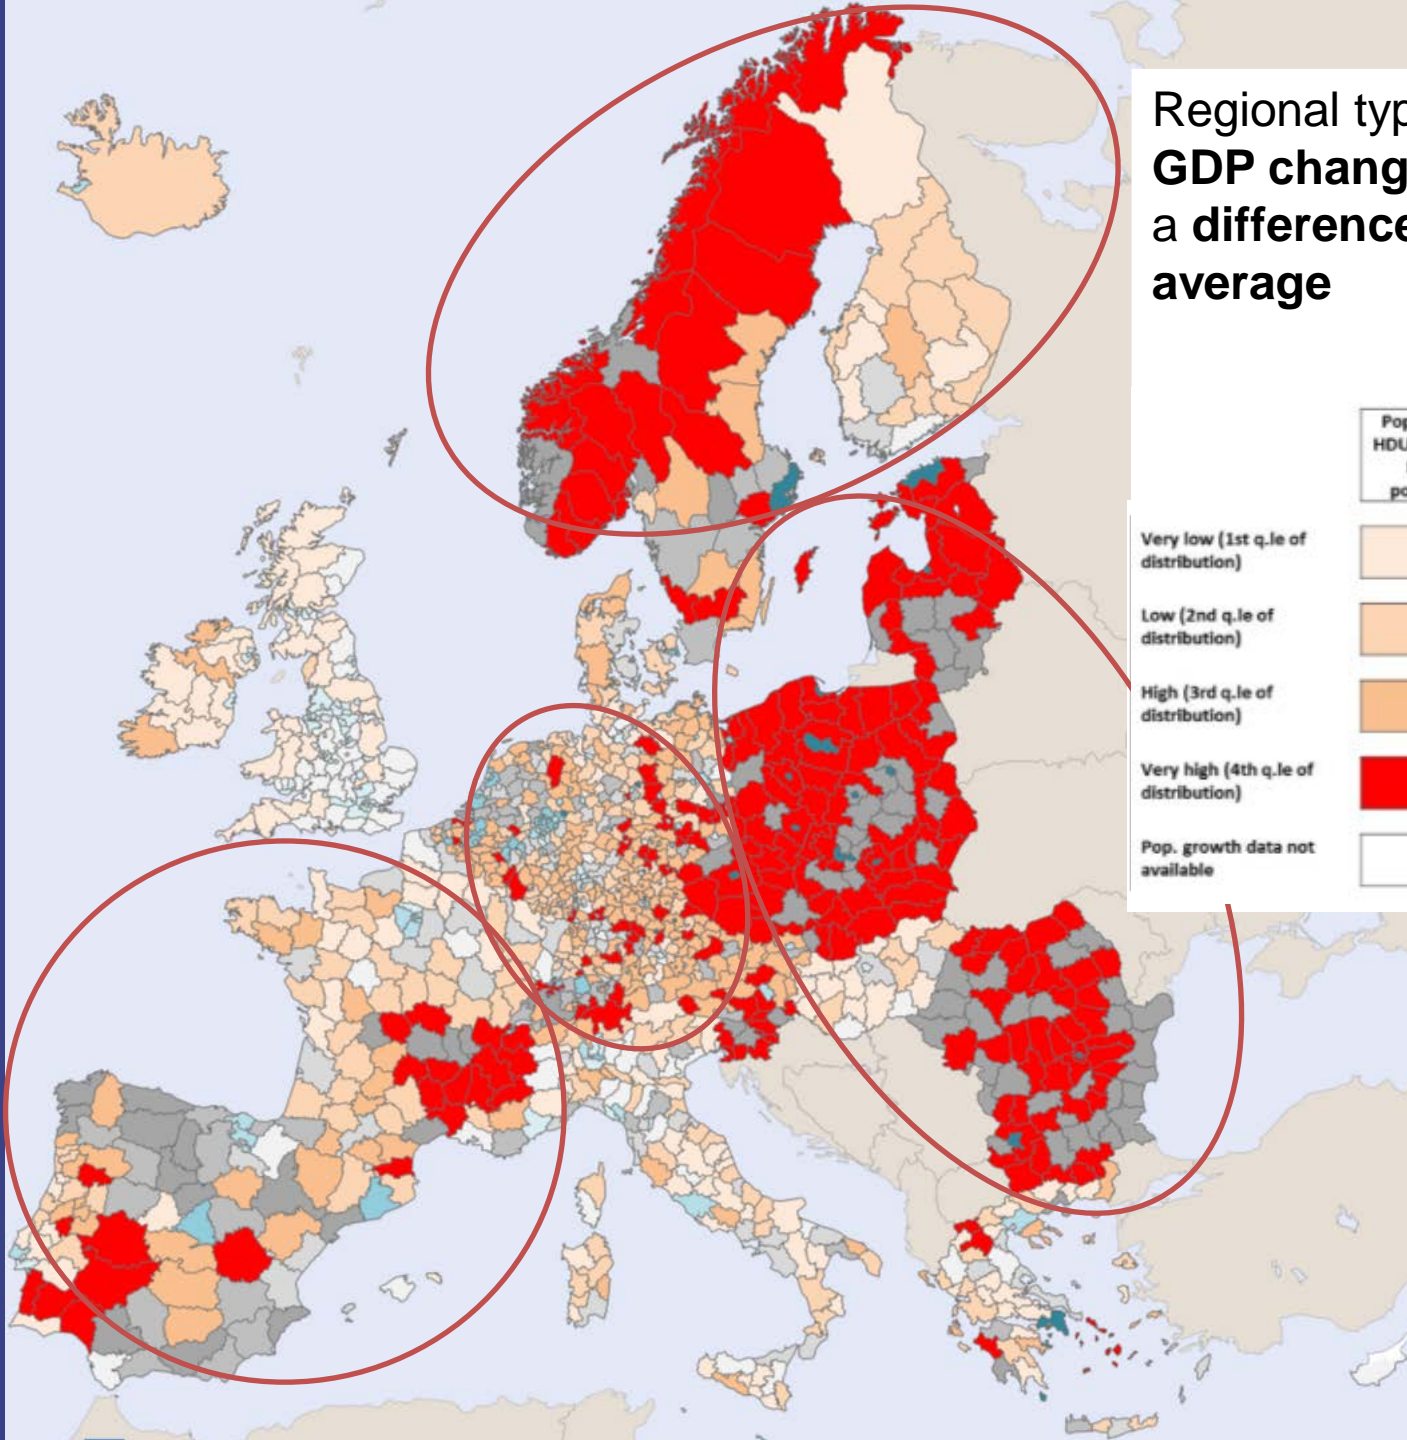 Regional typ
GDP chang
a difference
average
Pop
HDU
po
Very low (1st q.le of
distribution)
Low (2nd q.le of
distribution)
High (3rd q.le of
distribution)
Very high (4th q.le of
distribution)
Pop. growth data not
available